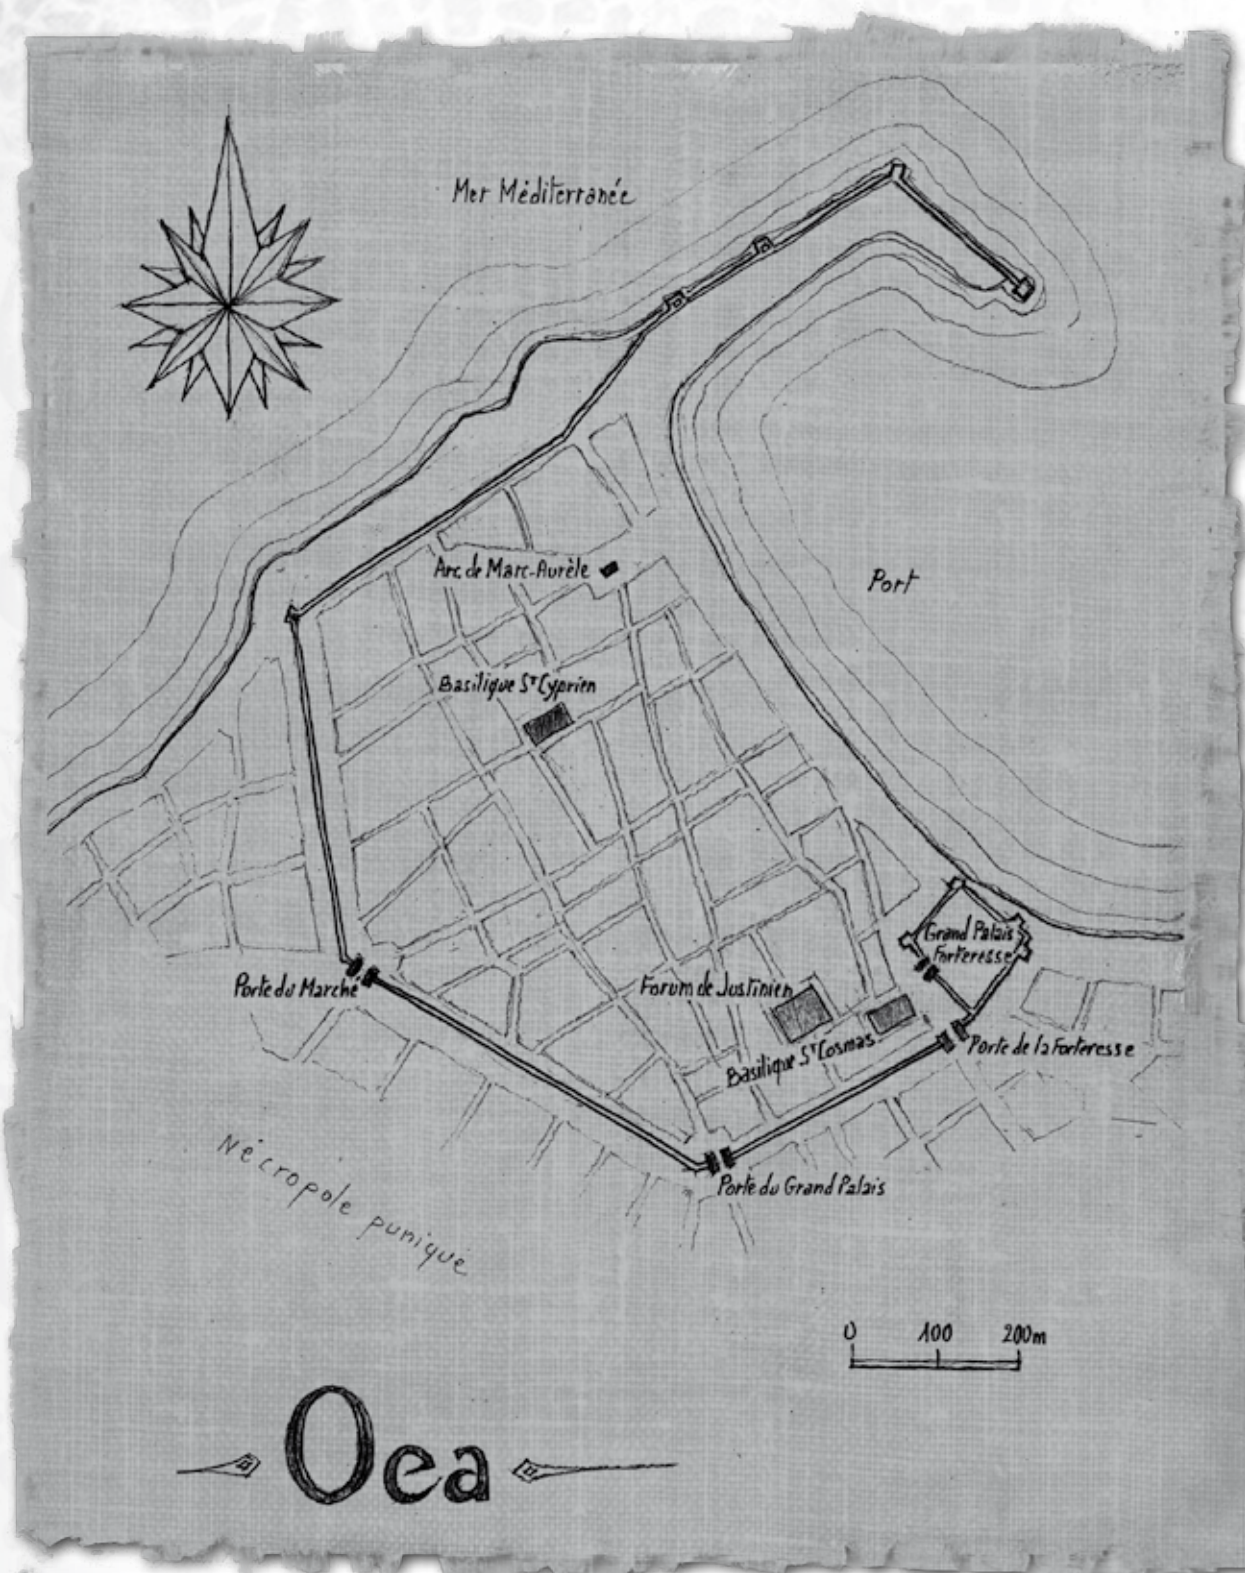 Mer Méditerranée
Arc de Marc-Aurèle
Port
Basilique St Cyprien
Grand Palais
Forteresse
Porte du Marché
Forum de Justinien
Basilique St Cosmas
Porte de la Forteresse
Nécropole punique
Porte du Grand Palais
0 100 200m
Oea